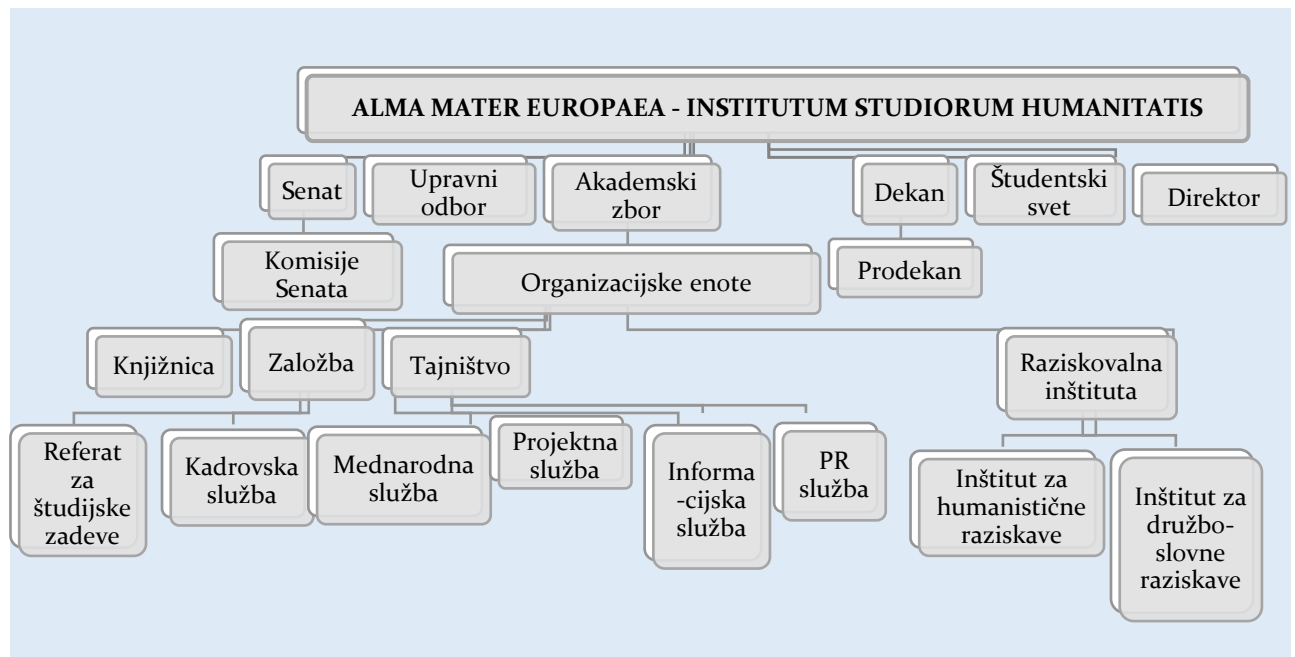 ALMA MATER EUROPAEA - INSTITUTUM STUDIORUM HUMANITATIS
Senat
Upravni
odbor
Akademski
zbor
Dekan
Študentski
svet
Direktor
Komisije
Senata
Organizacijske enote
Prodekan
Knjižnica
Založba
Tajništvo
Raziskovalna
inštituta
Referat
za
študijske
zadeve
Kadrovska
služba
Mednarodna
služba
Projektna
služba
Informa
-cijska
služba
PR
služba
Inštitut za
humanistične
raziskave
Inštitut za
družbo-
slovne
raziskave